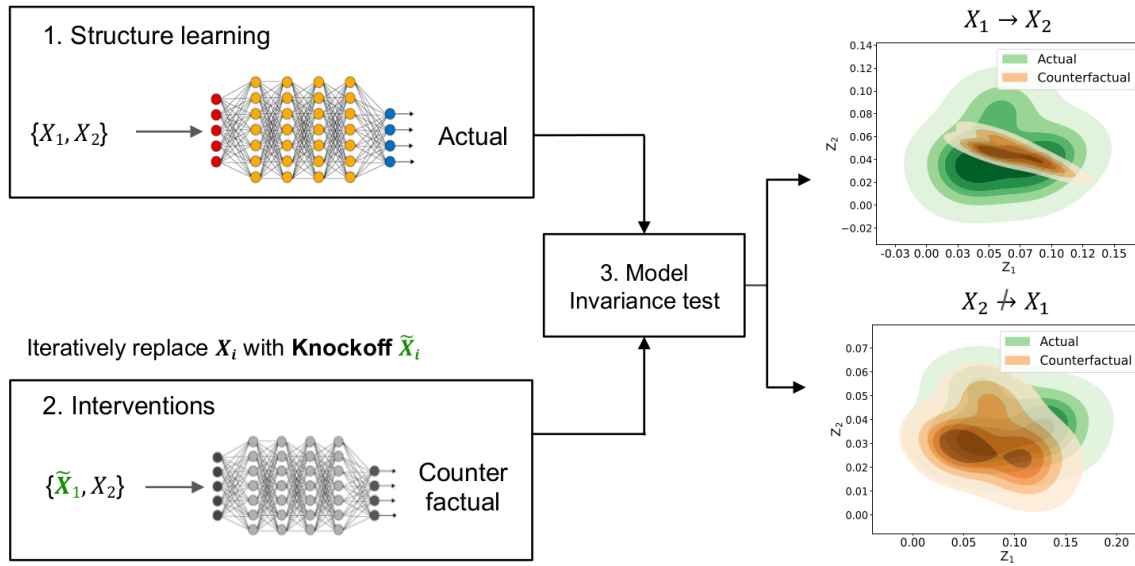 1. Structure learning
{X₁, X₂}
Actual
Iteratively replace Xᵢ with Knockoff X̃ᵢ
2. Interventions
{X̃₁, X₂}
Counter
factual
3. Model
Invariance test
X₁ → X₂
Actual
Counterfactual
0.14
0.12
0.10
0.08
0.06
0.04
0.02
0.00
−0.02
Z₂
-0.03 0.00 0.03 0.05 0.07 0.10 0.12 0.15
Z₁
X₂ ↛ X₁
Actual
Counterfactual
0.07
0.06
0.05
0.04
0.03
0.02
0.01
0.00
Z₂
0.00 0.05 0.10 0.15 0.20
Z₁